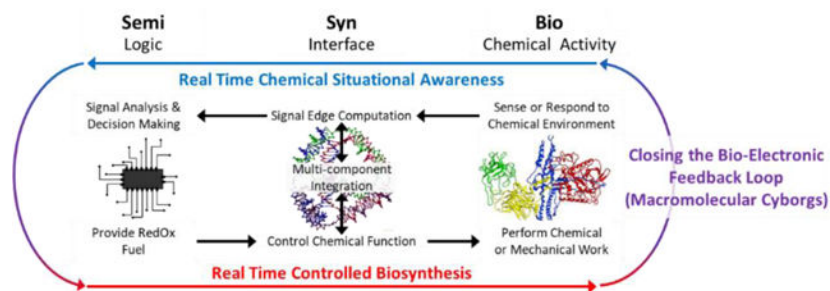 Semi
Logic
Syn
Interface
Bio
Chemical Activity
Real Time Chemical Situational Awareness
Signal Analysis &
Decision Making
Signal Edge Computation
Sense or Respond to
Chemical Environment
Multi-component
Integration
Closing the Bio-Electronic
Feedback Loop
(Macromolecular Cyborgs)
Provide RedOx
Fuel
Control Chemical Function
Perform Chemical
or Mechanical Work
Real Time Controlled Biosynthesis